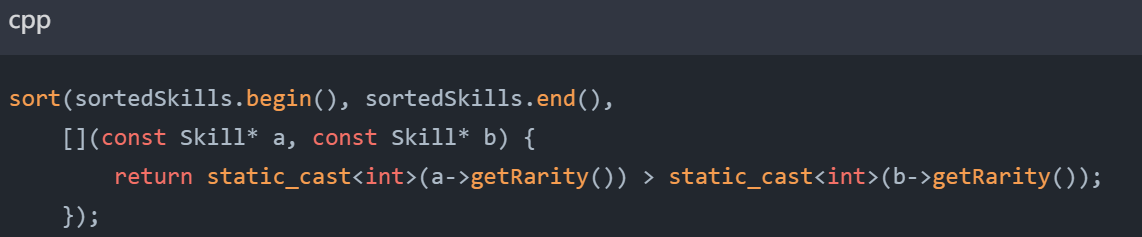 cpp
sort(sortedSkills.begin(), sortedSkills.end(),
    [](const Skill* a, const Skill* b) {
        return static_cast<int>(a->getRarity()) > static_cast<int>(b->getRarity());
    });